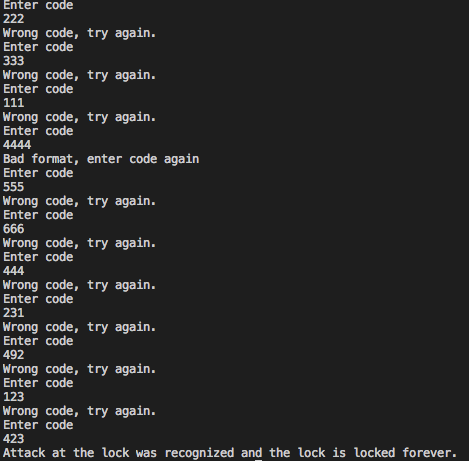 Enter code
222
Wrong code, try again.
Enter code
333
Wrong code, try again.
Enter code
111
Wrong code, try again.
Enter code
4444
Bad format, enter code again
Enter code
555
Wrong code, try again.
Enter code
666
Wrong code, try again.
Enter code
444
Wrong code, try again.
Enter code
231
Wrong code, try again.
Enter code
492
Wrong code, try again.
Enter code
123
Wrong code, try again.
Enter code
423
Attack at the lock was recognized and the lock is locked forever.